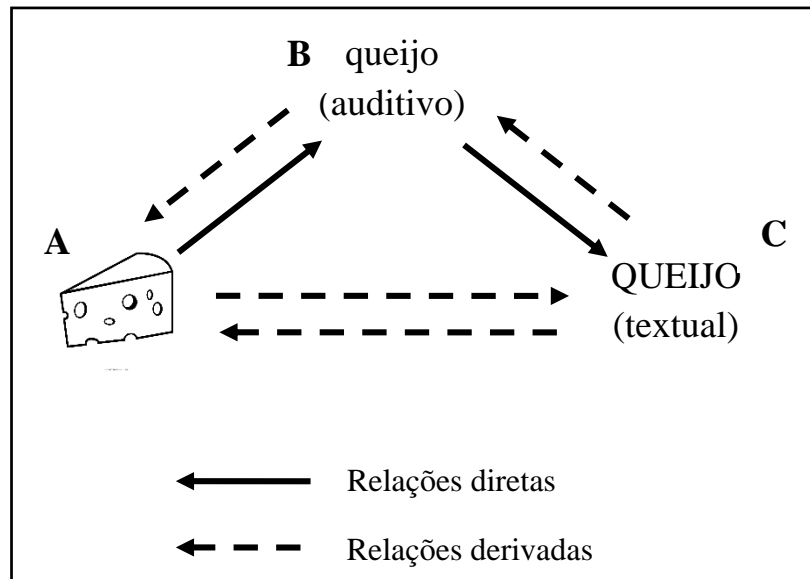 B queijo
(auditivo)
A
C
QUEIJO
(textual)
Relações diretas
Relações derivadas